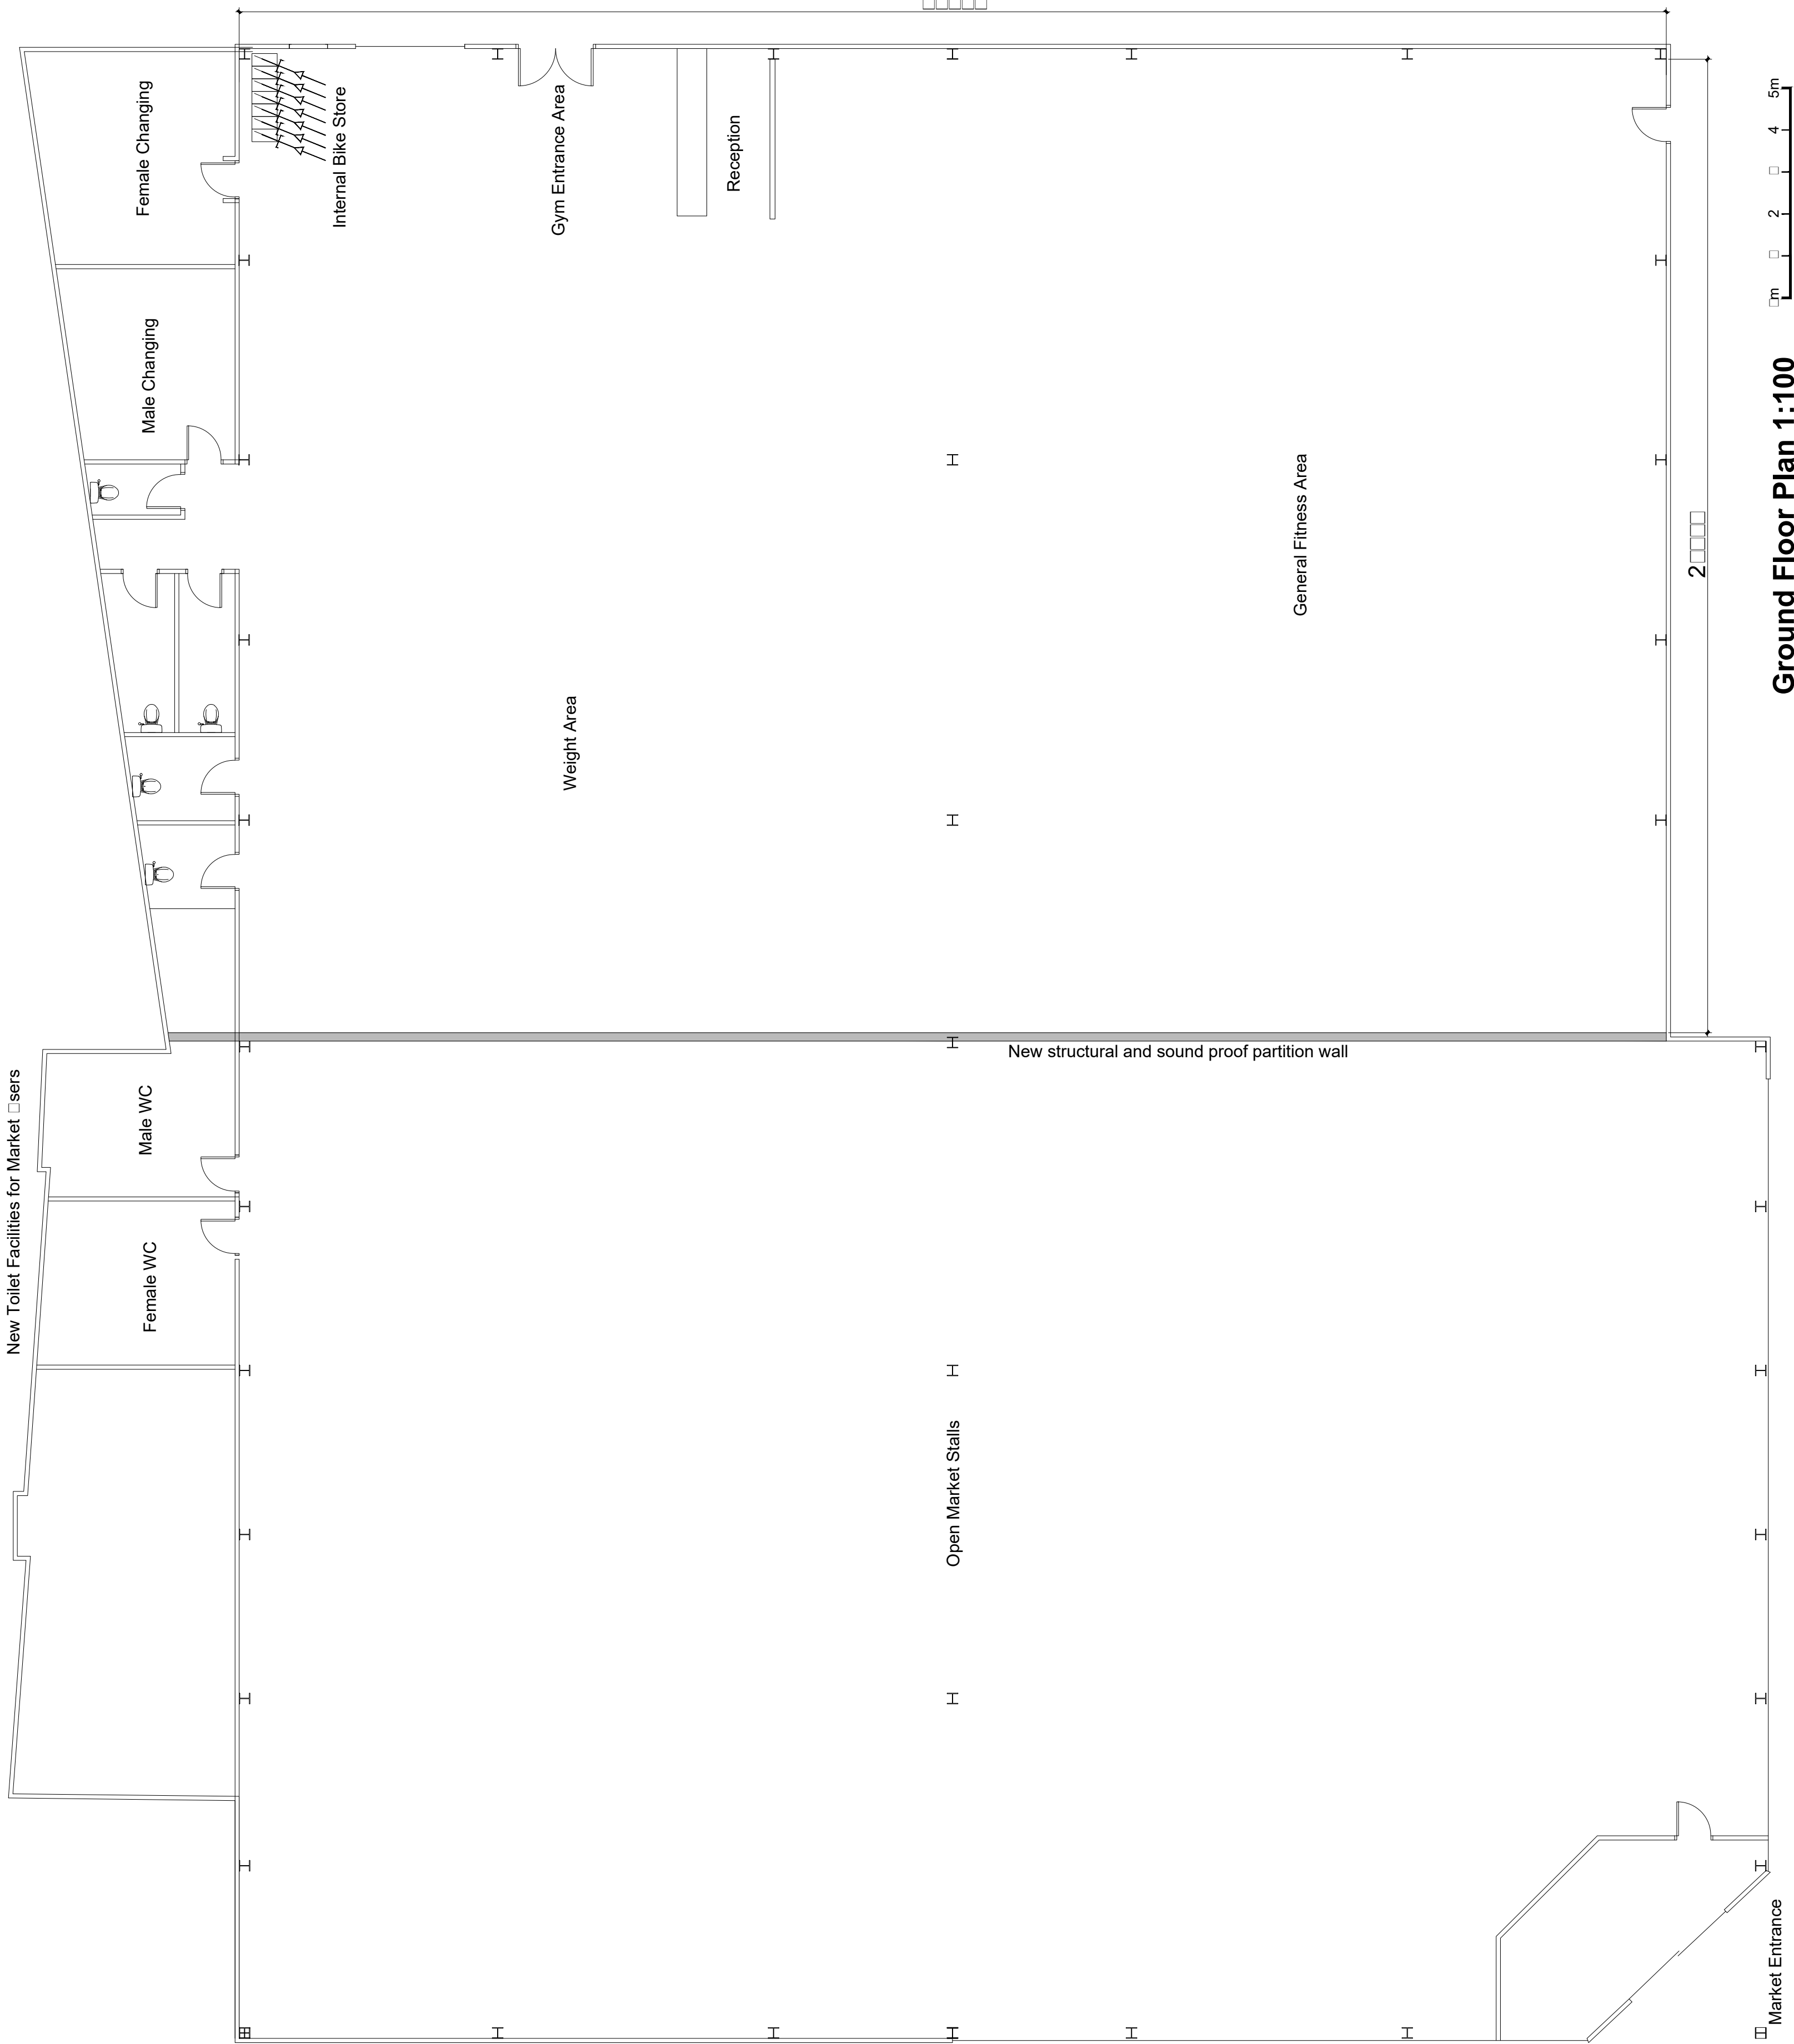 Female Changing
Male Changing
Internal Bike Store
Gym Entrance Area
Reception
Weight Area
General Fitness Area
New structural and sound proof partition wall
New Toilet Facilities for Market □sers
Male WC
Female WC
Open Market Stalls
Market Entrance
□□□□□
2□□□□
□m □ 2 □ 4 5m
Ground Floor Plan 1:100